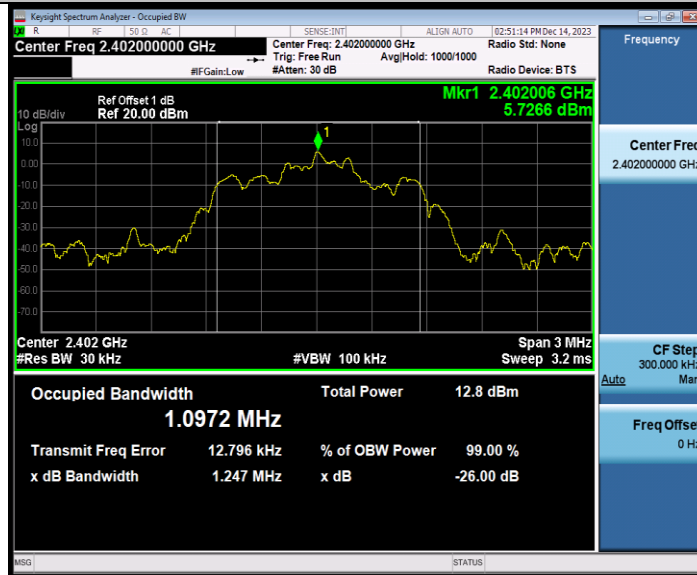 Keysight Spectrum Analyzer - Occupied BW
R RF 50 Ω AC SENSE:INT ALIGN AUTO 02:51:14 PM Dec 14, 2023
Center Freq 2.402000000 GHz
Center Freq: 2.402000000 GHz
Radio Std: None
Trig: Free Run Avg|Hold: 1000/1000
#IFGain:Low #Atten: 30 dB Radio Device: BTS
Ref Offset 1 dB
10 dB/div Ref 20.00 dBm
Mkr1 2.402006 GHz
5.7266 dBm
Log
1
10.0
0.00
-10.0
-20.0
-30.0
-40.0
-50.0
-60.0
-70.0
Center 2.402 GHz Span 3 MHz
#Res BW 30 kHz #VBW 100 kHz Sweep 3.2 ms
Occupied Bandwidth Total Power 12.8 dBm
1.0972 MHz
Transmit Freq Error 12.796 kHz % of OBW Power 99.00 %
x dB Bandwidth 1.247 MHz x dB -26.00 dB
MSG STATUS
Frequency
Center Freq
2.402000000 GHz
CF Step
300.000 kHz
Auto Man
Freq Offset
0 Hz